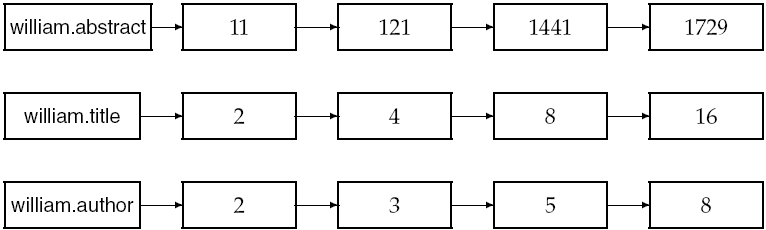 william.abstract 11 121 1441 1729
william.title 2 4 8 16
william.author 2 3 5 8